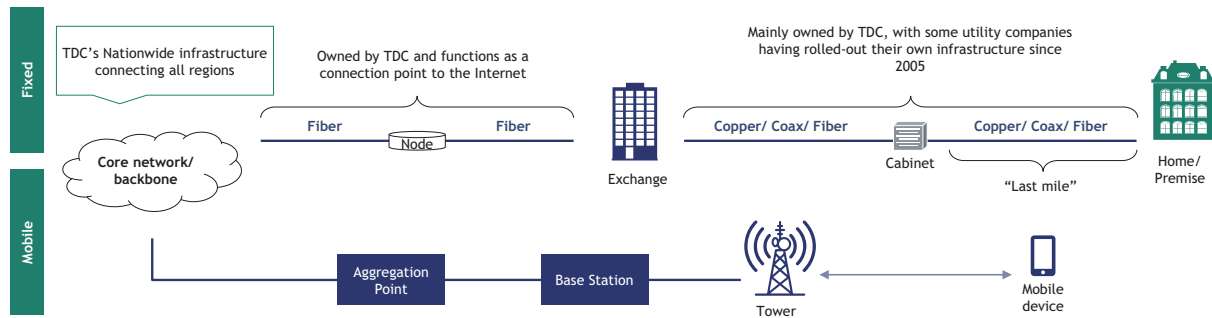 Fixed
TDC's Nationwide infrastructure
connecting all regions
Owned by TDC and functions as a
connection point to the Internet
Mainly owned by TDC, with some utility companies
having rolled-out their own infrastructure since
2005
Fiber
Node
Fiber
Copper/ Coax/ Fiber
Copper/ Coax/ Fiber
Core network/
backbone
Exchange
Cabinet
Home/
Premise
"Last mile"
Mobile
Aggregation
Point
Base Station
Tower
Mobile
device